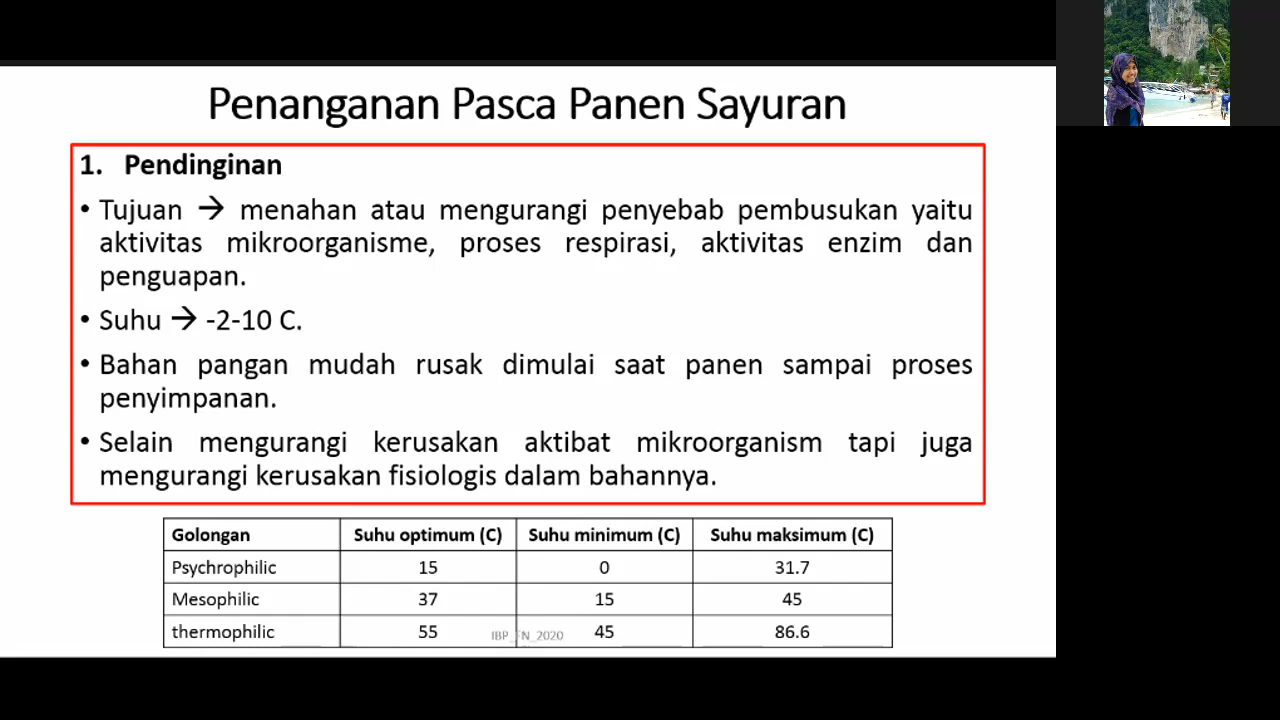 Penanganan Pasca Panen Sayuran
1. Pendinginan
• Tujuan → menahan atau mengurangi penyebab pembusukan yaitu
aktivitas mikroorganisme, proses respirasi, aktivitas enzim dan
penguapan.
• Suhu → -2-10 C.
• Bahan pangan mudah rusak dimulai saat panen sampai proses
penyimpanan.
• Selain mengurangi kerusakan aktibat mikroorganism tapi juga
mengurangi kerusakan fisiologis dalam bahannya.
Golongan Suhu optimum (C) Suhu minimum (C) Suhu maksimum (C)
Psychrophilic 15 0 31.7
Mesophilic 37 15 45
thermophilic 55 45 86.6
IBP_FN_2020